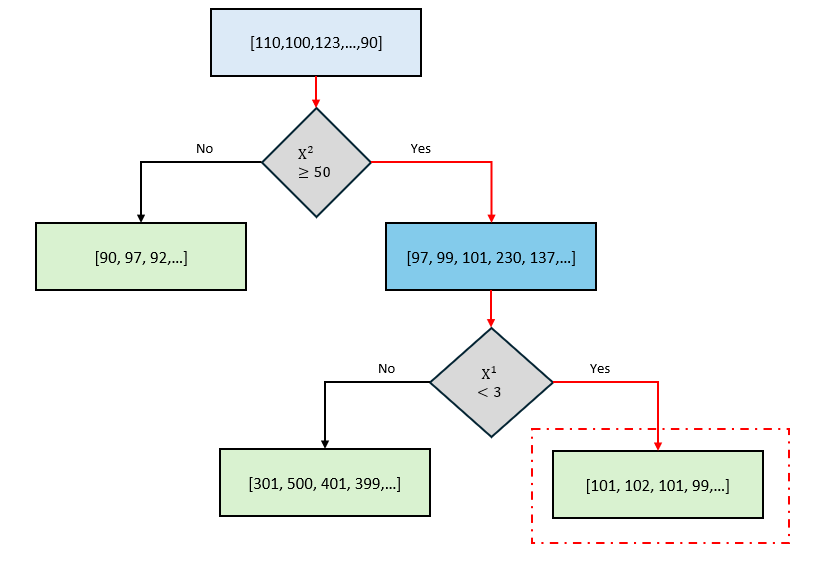 [110,100,123,...,90]
No
Yes
X²
≥ 50
[90, 97, 92,...]
[97, 99, 101, 230, 137,...]
No
Yes
X¹
< 3
[301, 500, 401, 399,...]
[101, 102, 101, 99,...]